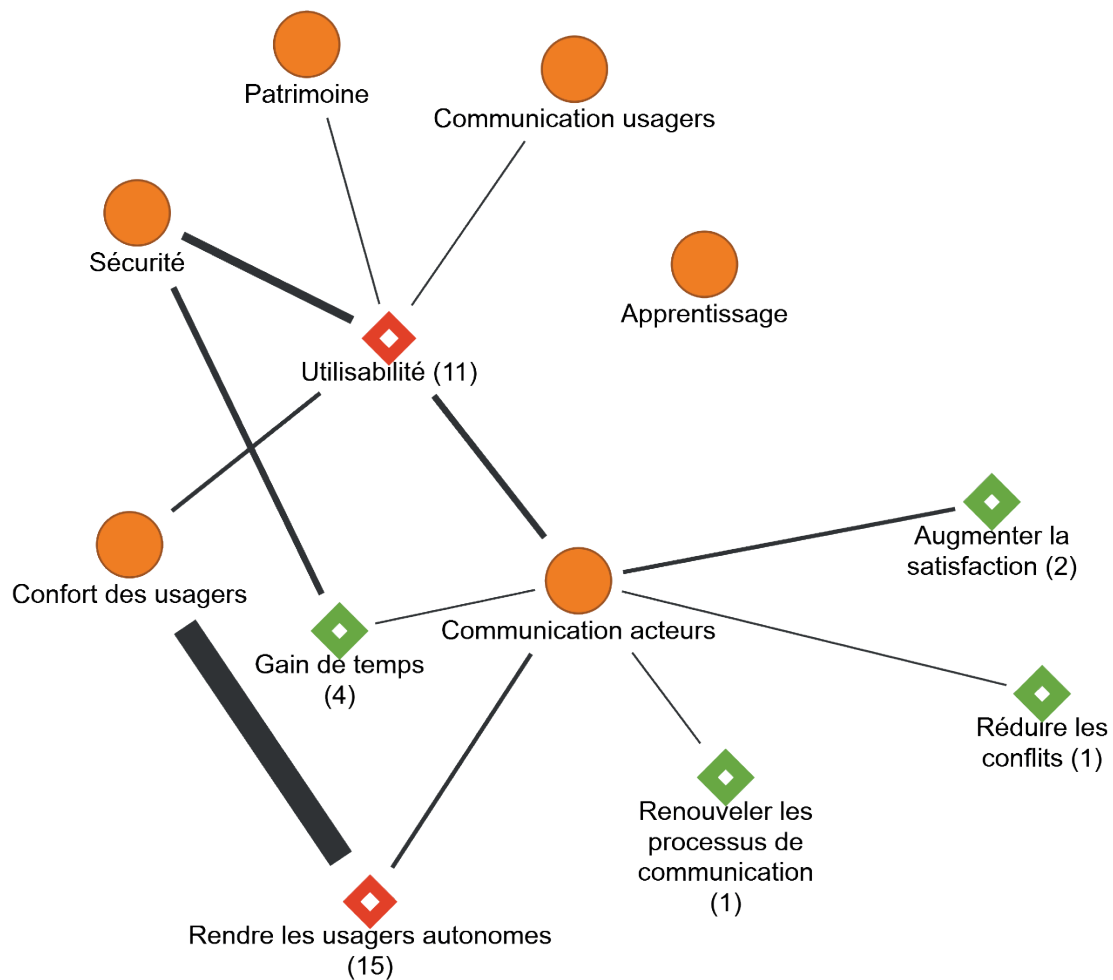 Patrimoine
Communication usagers
Sécurité
Apprentissage
Utilisabilité (11)
Augmenter la
satisfaction (2)
Confort des usagers
Communication acteurs
Gain de temps
(4)
Réduire les
conflits (1)
Renouveler les
processus de
communication
(1)
Rendre les usagers autonomes
(15)